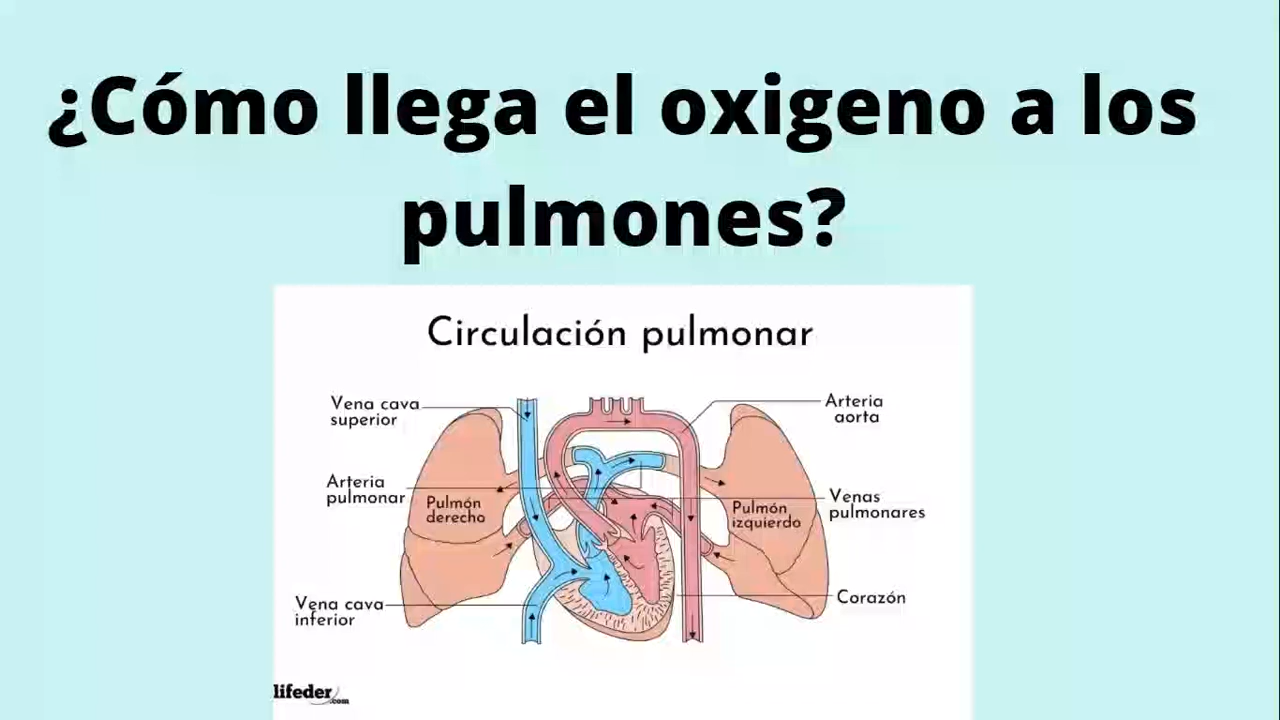 ¿Cómo llega el oxigeno a los
pulmones?
Circulación pulmonar
Vena cava
superior
Arteria
aorta
Arteria
pulmonar
Pulmón
derecho
Pulmón
izquierdo
Venas
pulmonares
Vena cava
inferior
Corazón
lifeder
.com